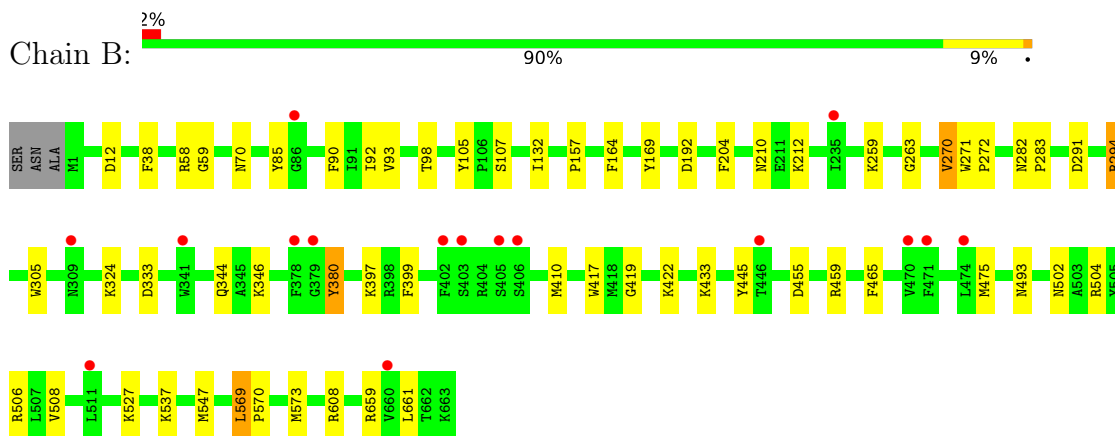 2%
Chain B:
90% 9% •
SER ASN ALA M1 D12 F38 R58 G59 N70 Y85 G86 F90 I91 I92 V93 T98 Y105 P106 S107 I132 P157 F164 Y169 D192 F204 N210 E211 K212 I235 K259 G263 V270 W271 P272 N282 P283 D291
W305 N309 K324 D333 W341 Q344 A345 K346 F378 G379 Y380 K397 R398 F399 F402 S403 R404 S405 S406 M410 W417 M418 G419 K422 K433 Y445 T446 D455 R459 F465 V470 F471 L474 M475 N493 N502 A503 R504
R506 L507 V508 L511 K527 K537 M547 L569 P570 M573 R608 R659 V660 L661 T662 K663